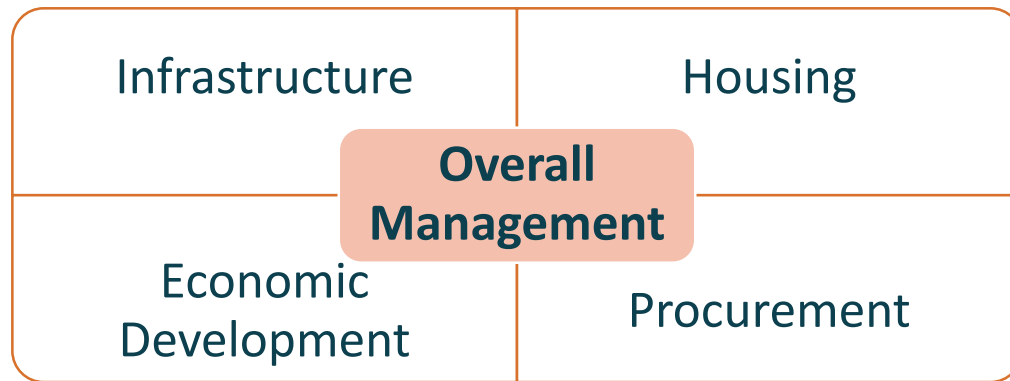 Infrastructure
Housing
Overall
Management
Economic
Development
Procurement